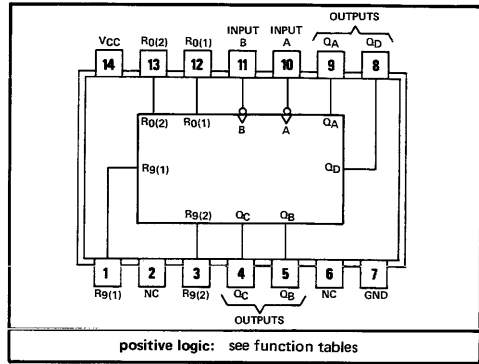 OUTPUTS
INPUT INPUT
VCC R0(2) R0(1) B A QA QD
14 13 12 11 10 9 8
R0(2) R0(1) B A QA
R9(1) QD
R9(2) QC QB
1 2 3 4 5 6 7
R9(1) NC R9(2) QC QB NC GND
OUTPUTS
positive logic: see function tables